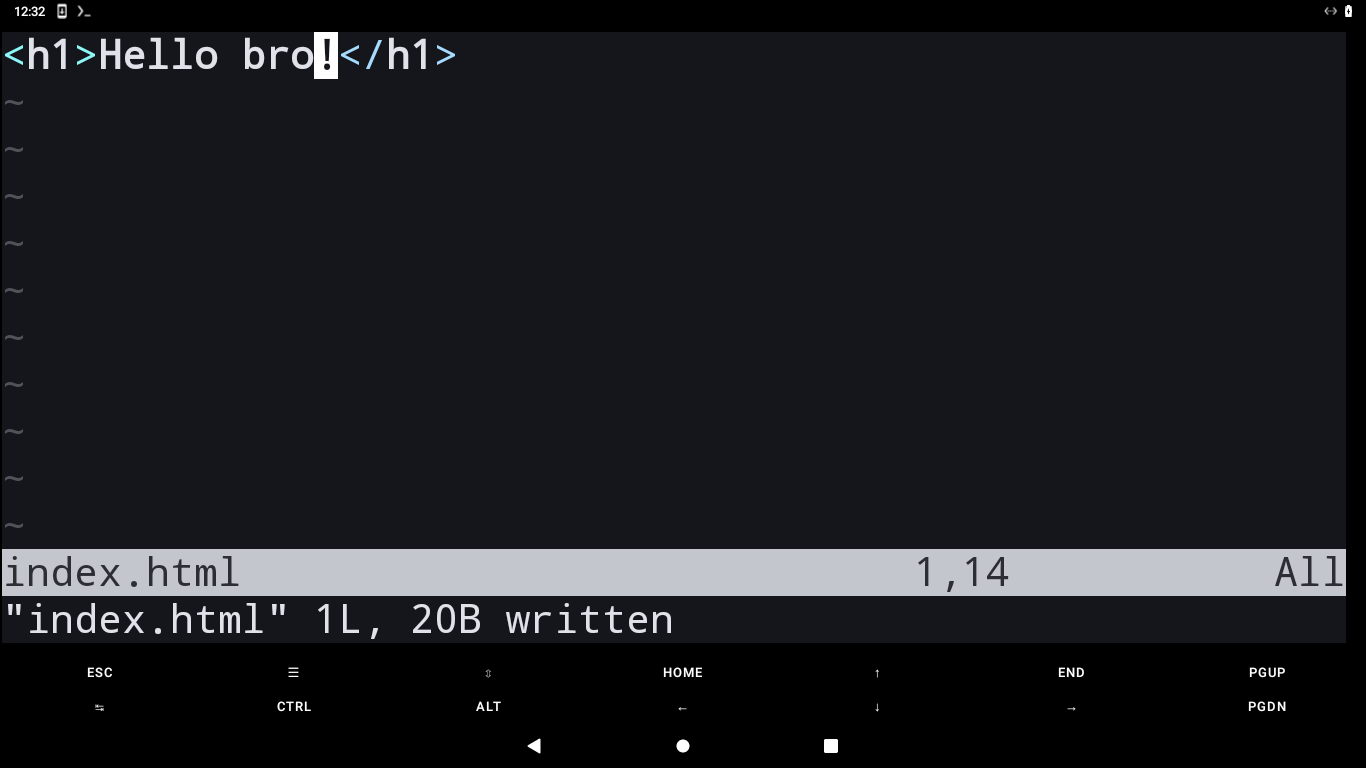 12:32
<h1>Hello bro!</h1>
~
~
~
~
~
~
~
~
~
~
index.html 1,14 All
"index.html" 1L, 20B written
ESC ☰ ⇳ HOME ↑ END PGUP
↹ CTRL ALT ← ↓ → PGDN